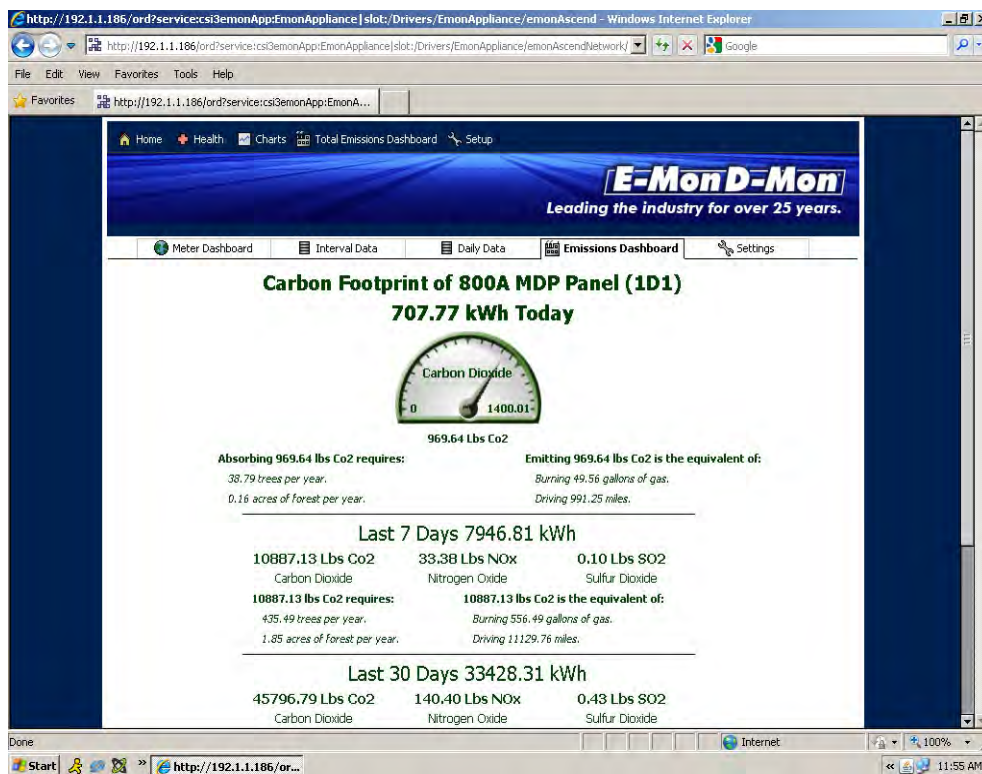 http://192.1.1.186/ord?service:csi3emonApp:EmonAppliance|slot:/Drivers/EmonAppliance/emonAscend - Windows Internet Explorer
http://192.1.1.186/ord?service:csi3emonApp:EmonAppliance|slot:/Drivers/EmonAppliance/emonAscendNetwork/ Google
File Edit View Favorites Tools Help
Favorites http://192.1.1.186/ord?service:csi3emonApp:EmonA...
Home Health Charts Total Emissions Dashboard Setup
E-Mon D-Mon
Leading the industry for over 25 years.
Meter Dashboard Interval Data Daily Data Emissions Dashboard Settings
Carbon Footprint of 800A MDP Panel (1D1)
707.77 kWh Today
Carbon Dioxide
0 1400.01
969.64 Lbs Co2
Absorbing 969.64 lbs Co2 requires: Emitting 969.64 lbs Co2 is the equivalent of:
38.79 trees per year. Burning 49.56 gallons of gas.
0.16 acres of forest per year. Driving 991.25 miles.
Last 7 Days 7946.81 kWh
10887.13 Lbs Co2 33.38 Lbs NOx 0.10 Lbs SO2
Carbon Dioxide Nitrogen Oxide Sulfur Dioxide
10887.13 lbs Co2 requires: 10887.13 lbs Co2 is the equivalent of:
435.49 trees per year. Burning 556.49 gallons of gas.
1.85 acres of forest per year. Driving 11129.76 miles.
Last 30 Days 33428.31 kWh
45796.79 Lbs Co2 140.40 Lbs NOx 0.43 Lbs SO2
Carbon Dioxide Nitrogen Oxide Sulfur Dioxide
Done Internet 100%
Start » http://192.1.1.186/or... « 11:55 AM